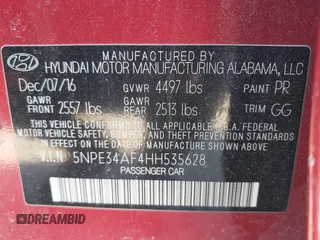 MANUFACTURED BY
HYUNDAI MOTOR MANUFACTURING ALABAMA, LLC
Dec/07/16 GVWR 4497 lbs PAINT PR
GAWR FRONT 2557 lbs GAWR REAR 2513 lbs TRIM GG
THIS VEHICLE CONFORMS TO ALL APPLICABLE U.S. FEDERAL
MOTOR VEHICLE SAFETY, BUMPER, AND THEFT PREVENTION
STANDARDS IN EFFECT ON THE DATE OF MANUFACTURE SHOWN ABOVE.
V.I.N 5NPE34AF4HH535628
PASSENGER CAR
DREAMBID